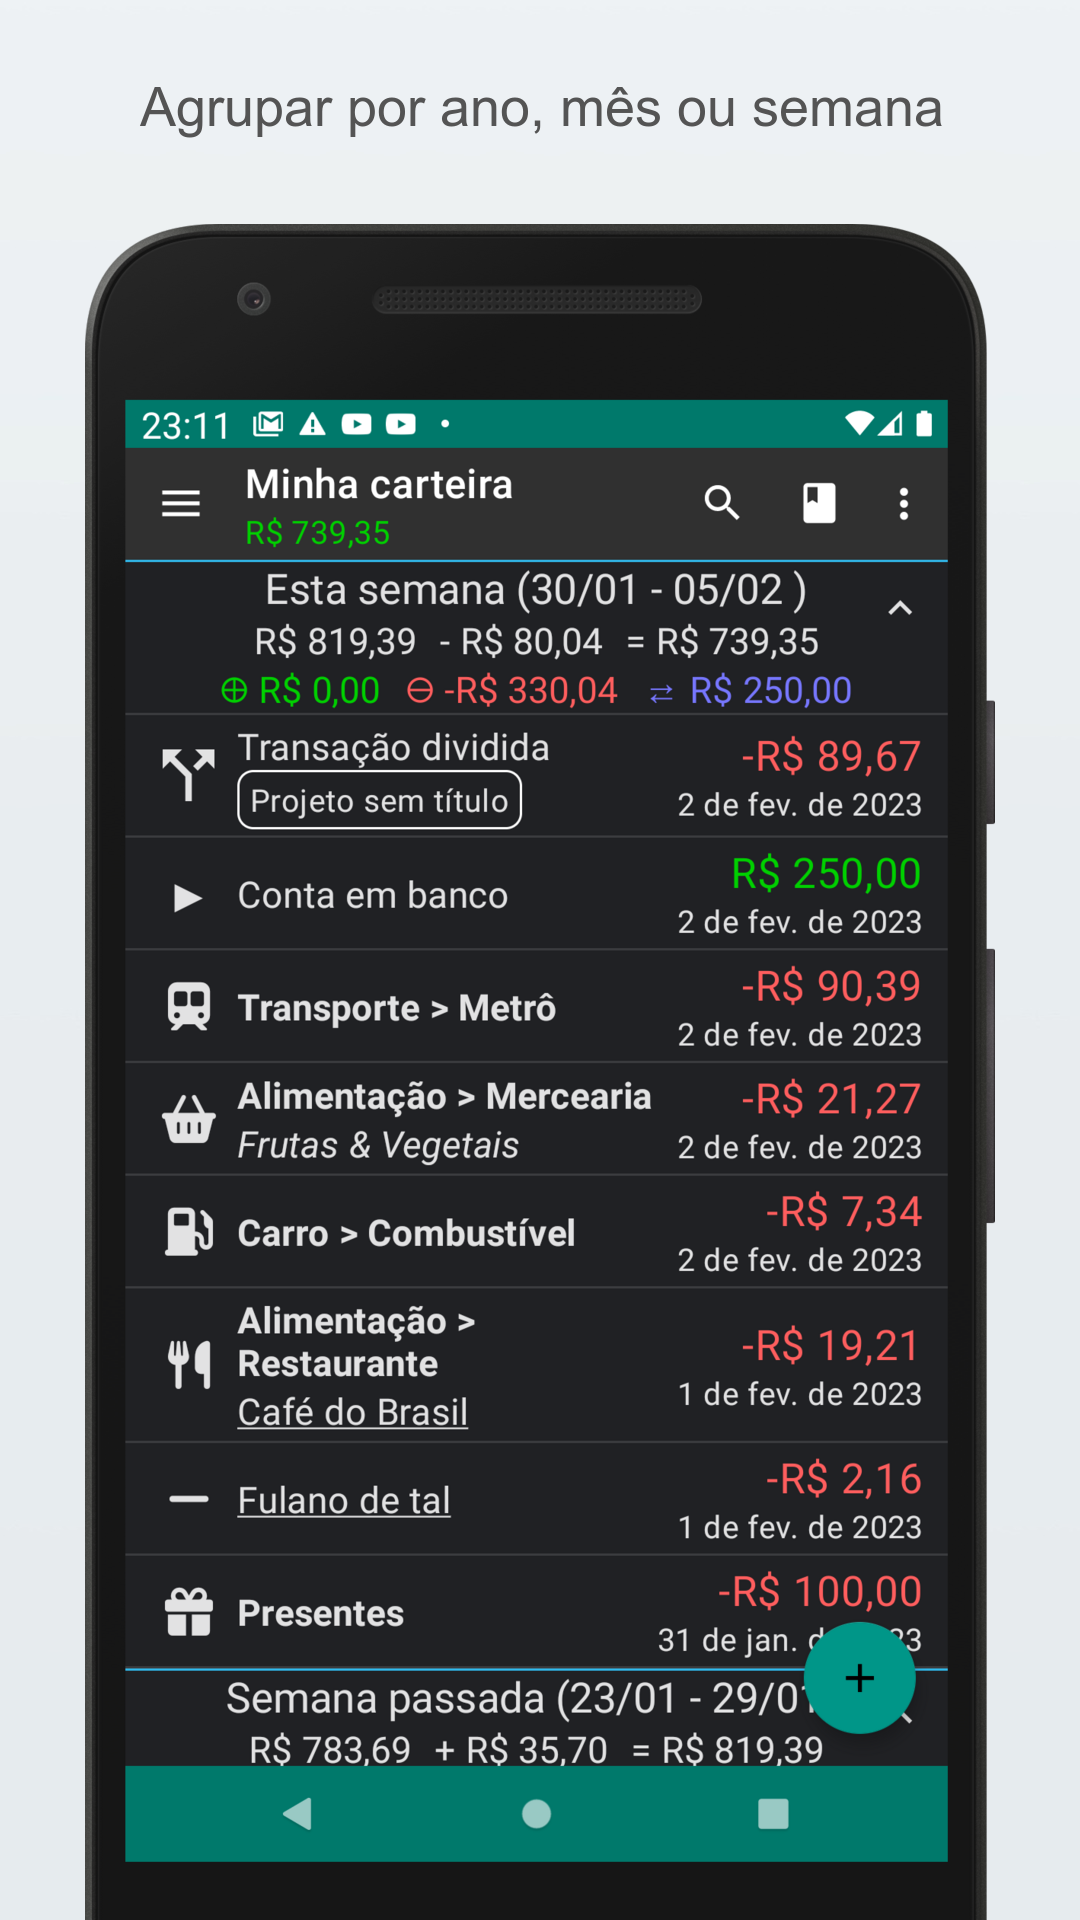 Agrupar por ano, mês ou semana
23:11
Minha carteira
R$ 739,35
Esta semana (30/01 - 05/02 )
R$ 819,39 - R$ 80,04 = R$ 739,35
⊕ R$ 0,00 ⊖ -R$ 330,04 ⇄ R$ 250,00
Transação dividida
-R$ 89,67
Projeto sem título
2 de fev. de 2023
Conta em banco
R$ 250,00
2 de fev. de 2023
Transporte > Metrô
-R$ 90,39
2 de fev. de 2023
Alimentação > Mercearia
-R$ 21,27
Frutas & Vegetais
2 de fev. de 2023
Carro > Combustível
-R$ 7,34
2 de fev. de 2023
Alimentação >
Restaurante
-R$ 19,21
Café do Brasil
1 de fev. de 2023
Fulano de tal
-R$ 2,16
1 de fev. de 2023
Presentes
-R$ 100,00
31 de jan.
Semana passada (23/01 - 29/01
R$ 783,69 + R$ 35,70 = R$ 819,39